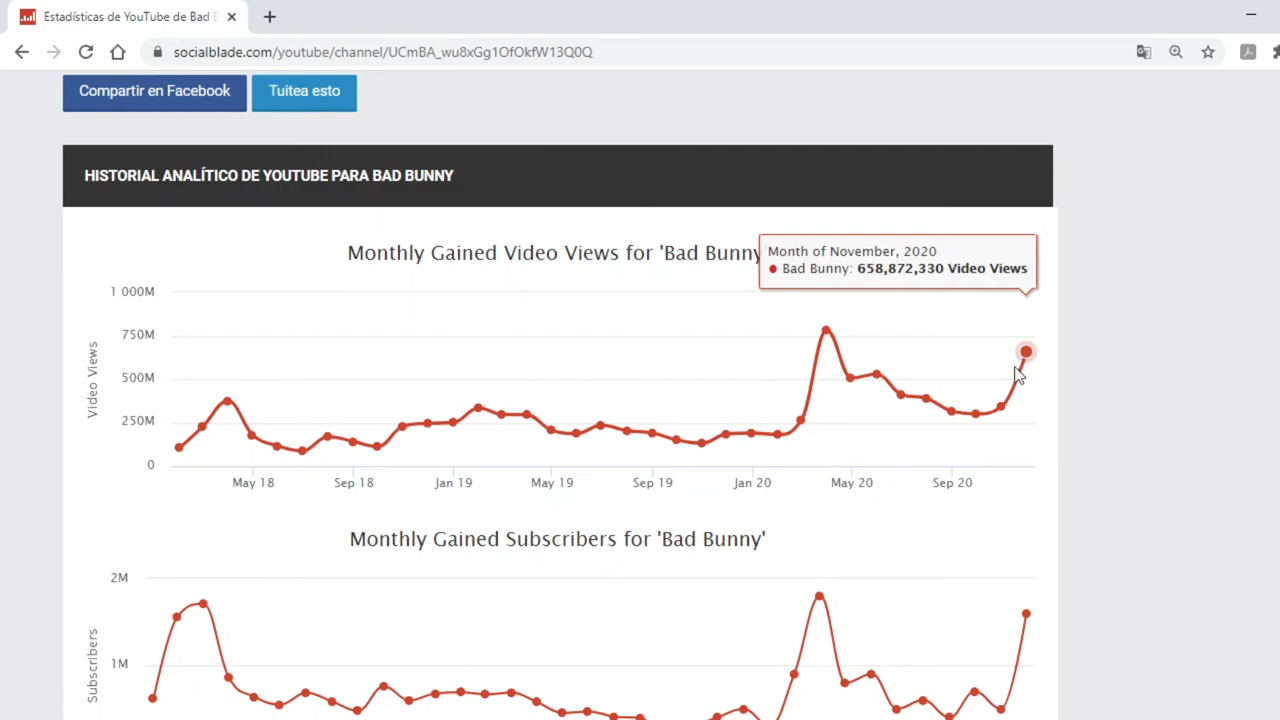 Estadísticas de YouTube de Bad B
socialblade.com/youtube/channel/UCmBA_wu8xGg1OfOkfW13Q0Q
Compartir en Facebook
Tuitea esto
HISTORIAL ANALÍTICO DE YOUTUBE PARA BAD BUNNY
Monthly Gained Video Views for 'Bad Bunny
Month of November, 2020
Bad Bunny: 658,872,330 Video Views
1 000M
750M
500M
250M
0
Video Views
May 18
Sep 18
Jan 19
May 19
Sep 19
Jan 20
May 20
Sep 20
Monthly Gained Subscribers for 'Bad Bunny'
2M
1M
Subscribers